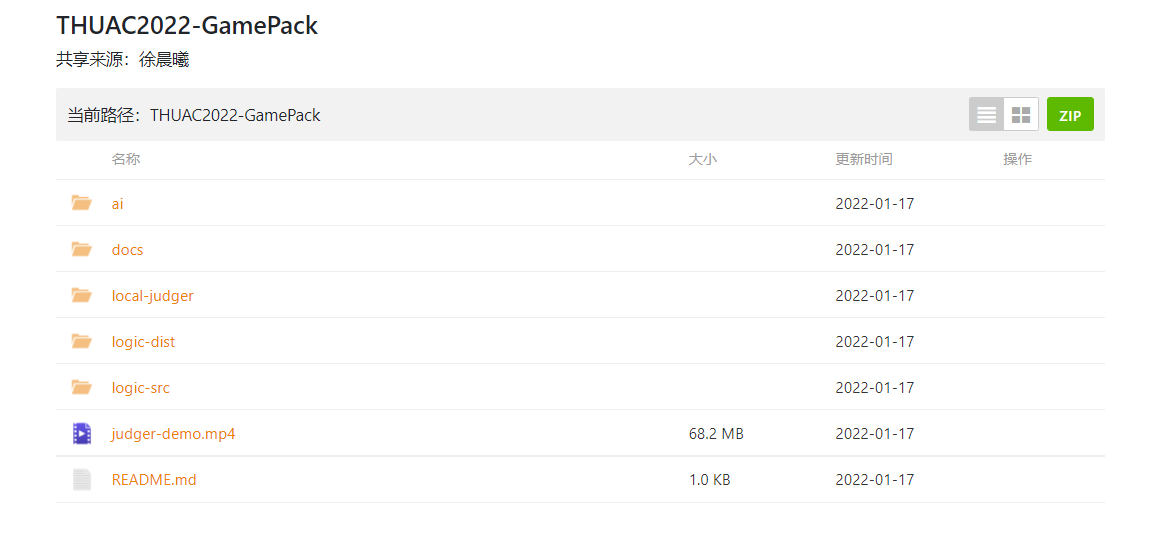 THUAC2022-GamePack
共享来源：徐晨曦
当前路径：THUAC2022-GamePack ZIP
名称 大小 更新时间 操作
ai 2022-01-17
docs 2022-01-17
local-judger 2022-01-17
logic-dist 2022-01-17
logic-src 2022-01-17
judger-demo.mp4 68.2 MB 2022-01-17
README.md 1.0 KB 2022-01-17